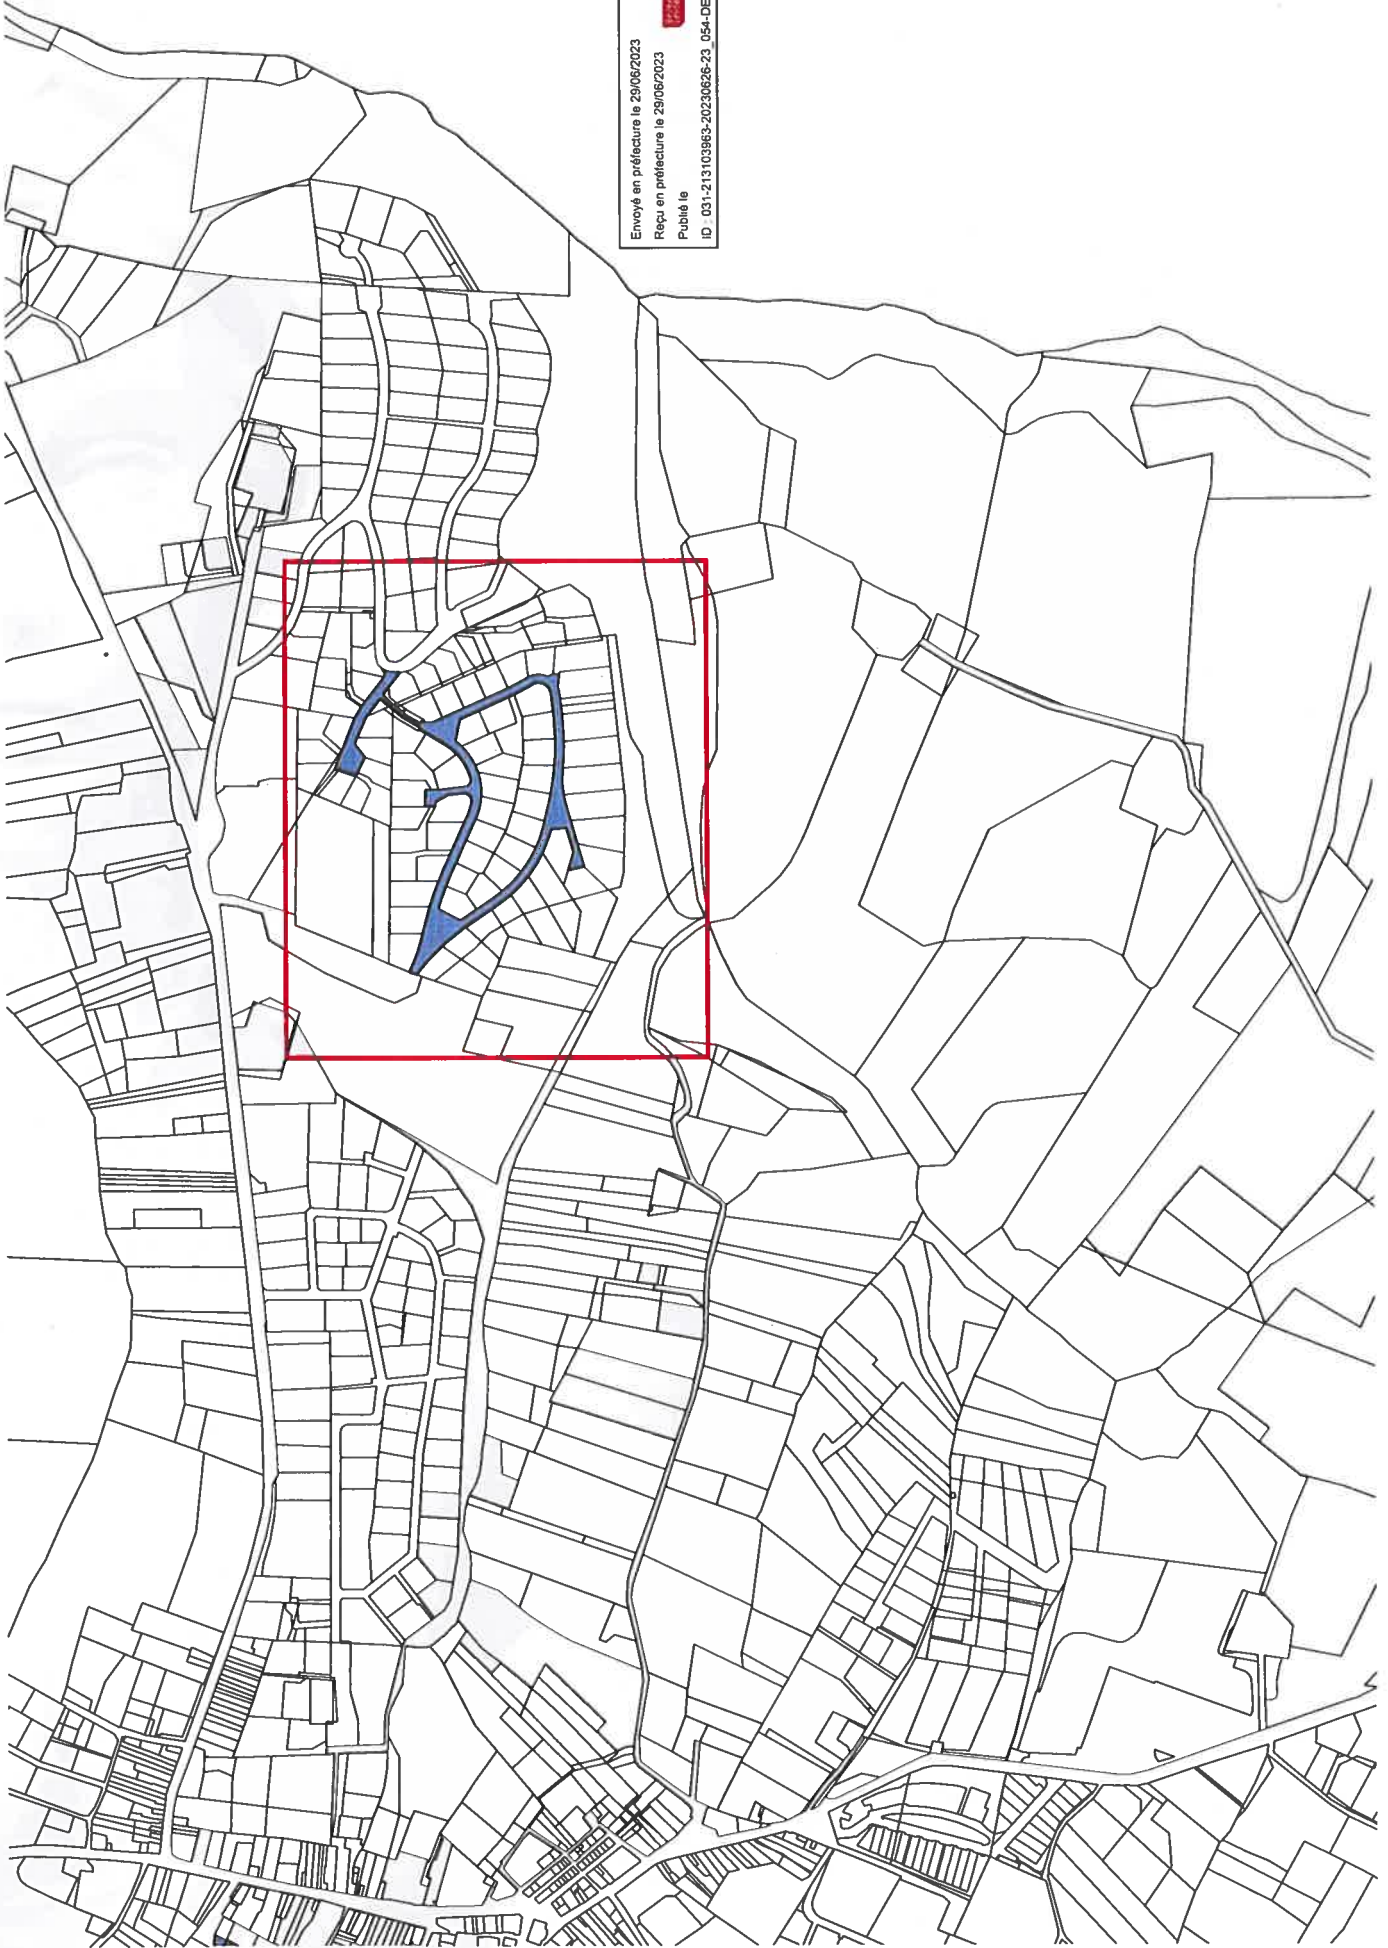 Envoyé en préfecture le 29/06/2023
Reçu en préfecture le 29/06/2023
Publié le
ID : 031-213103963-20230626-23_054-DE